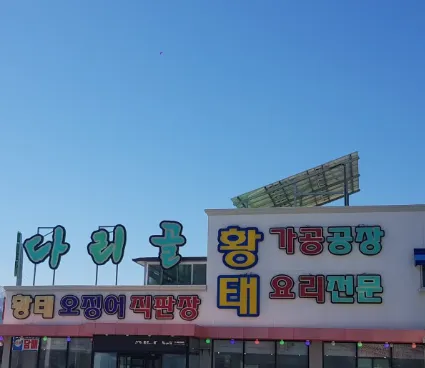 다리골
황태 오징어 직판장
황태
가공공장
요리전문